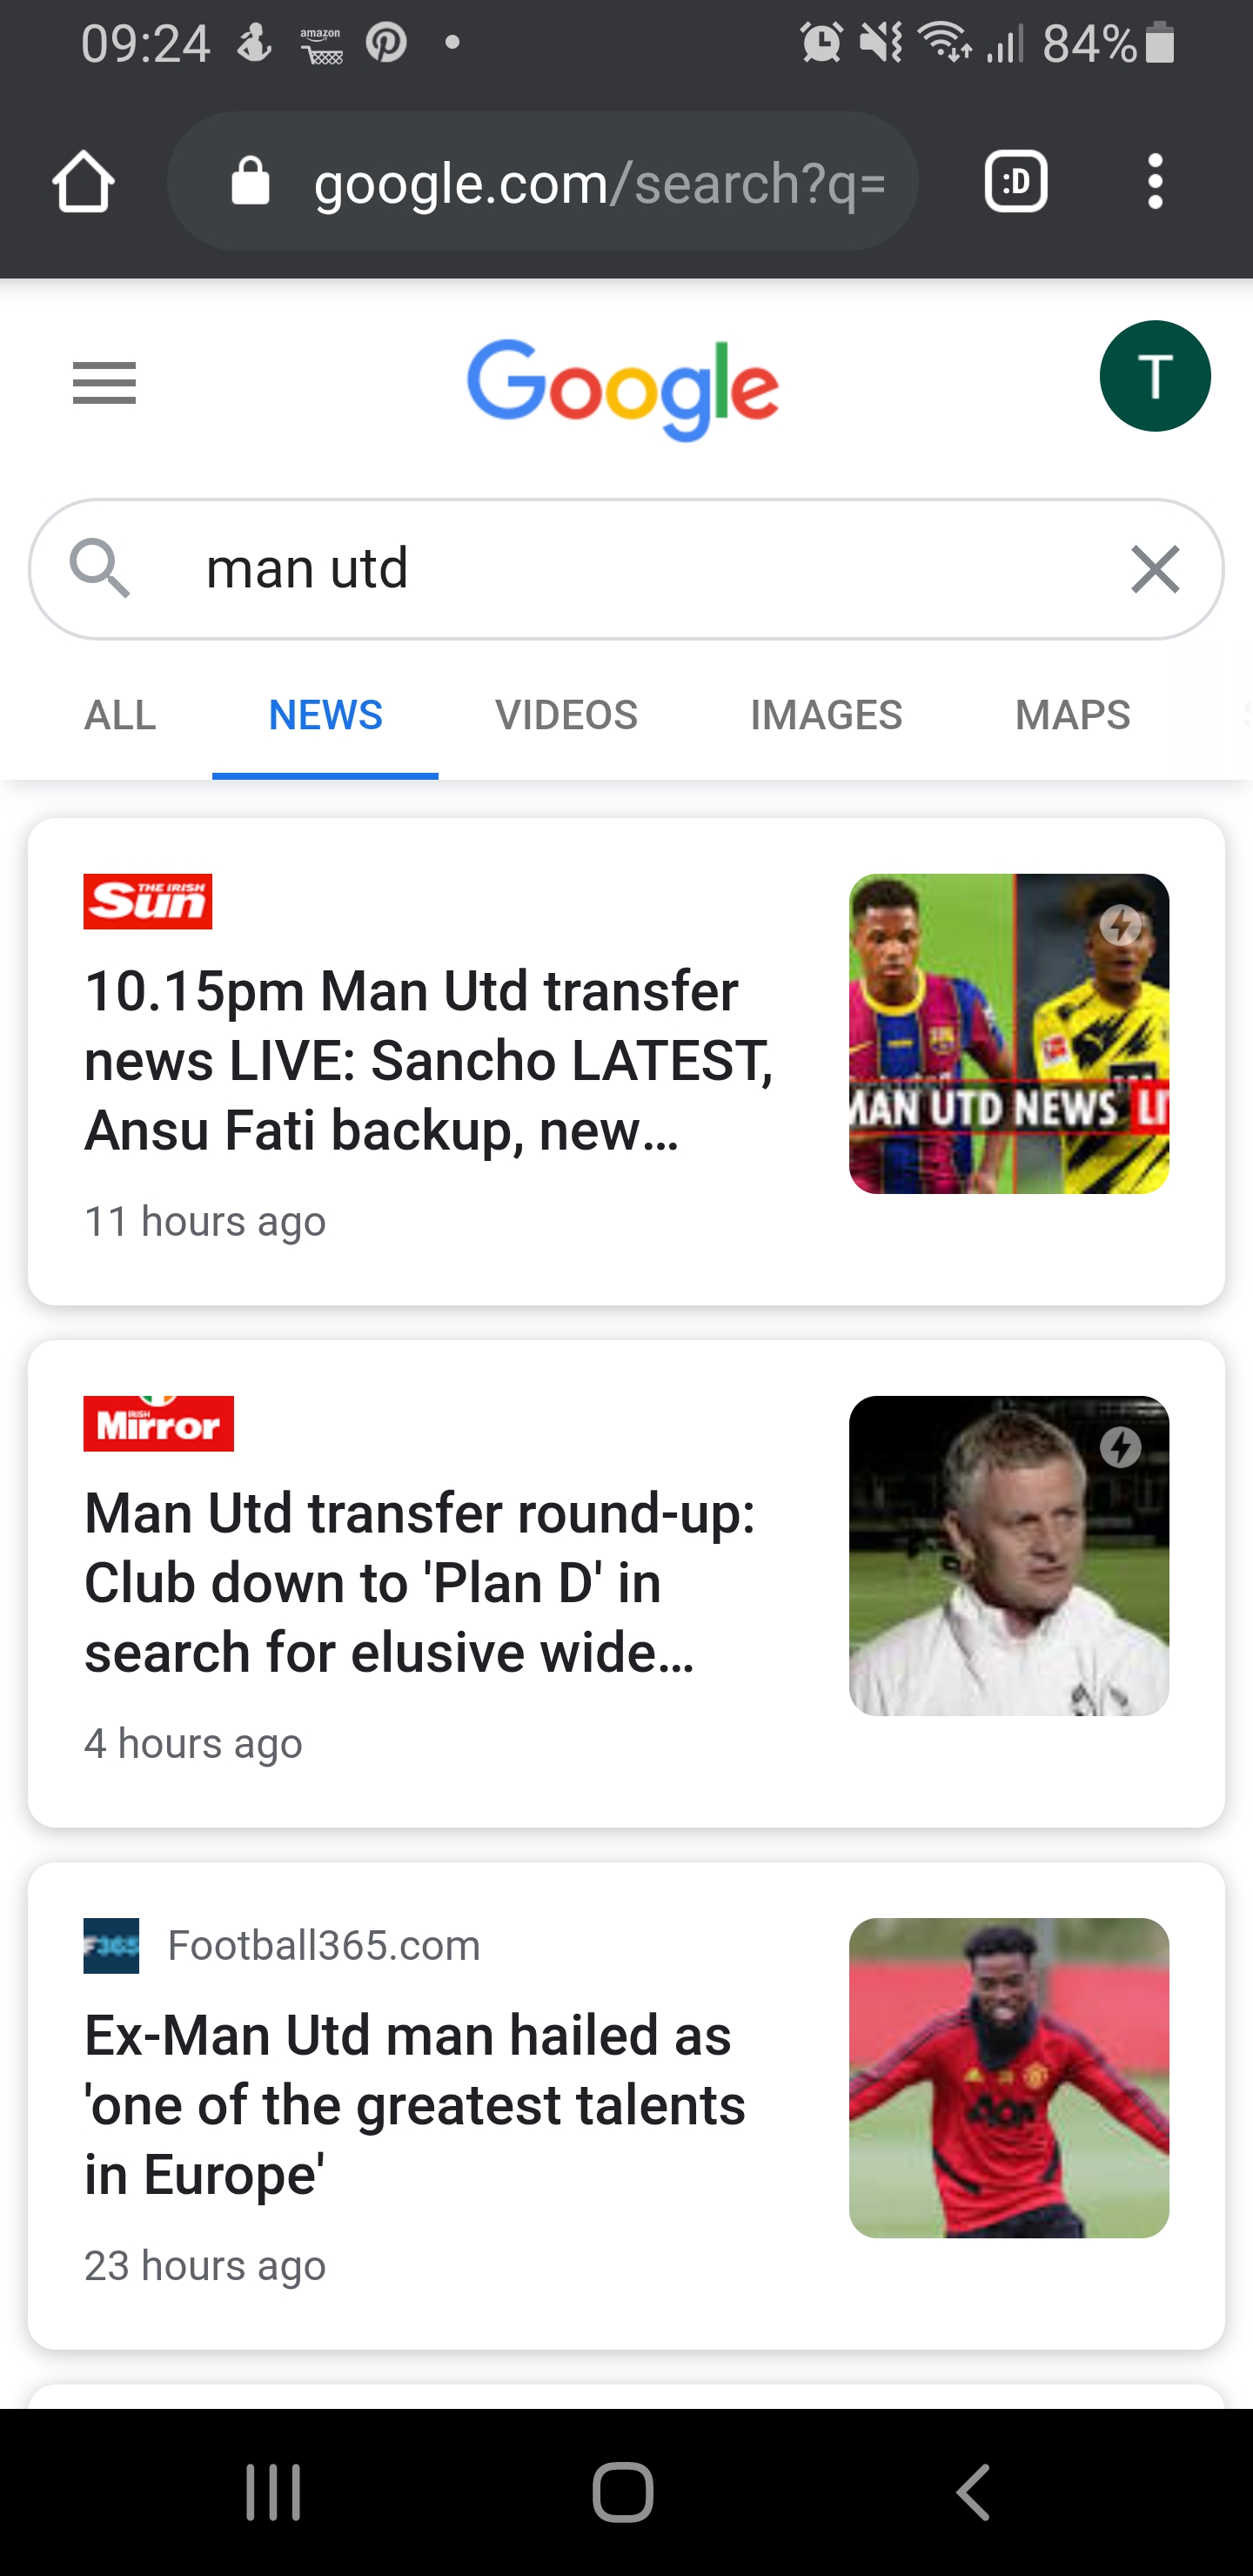 09:24
amazon
84%
google.com/search?q=
:D
Google
T
man utd
ALL NEWS VIDEOS IMAGES MAPS
THE IRISH
Sun
10.15pm Man Utd transfer
news LIVE: Sancho LATEST,
Ansu Fati backup, new...
11 hours ago
MAN UTD NEWS LI
IRISH
Mirror
Man Utd transfer round-up:
Club down to 'Plan D' in
search for elusive wide...
4 hours ago
F365
Football365.com
Ex-Man Utd man hailed as
'one of the greatest talents
in Europe'
23 hours ago